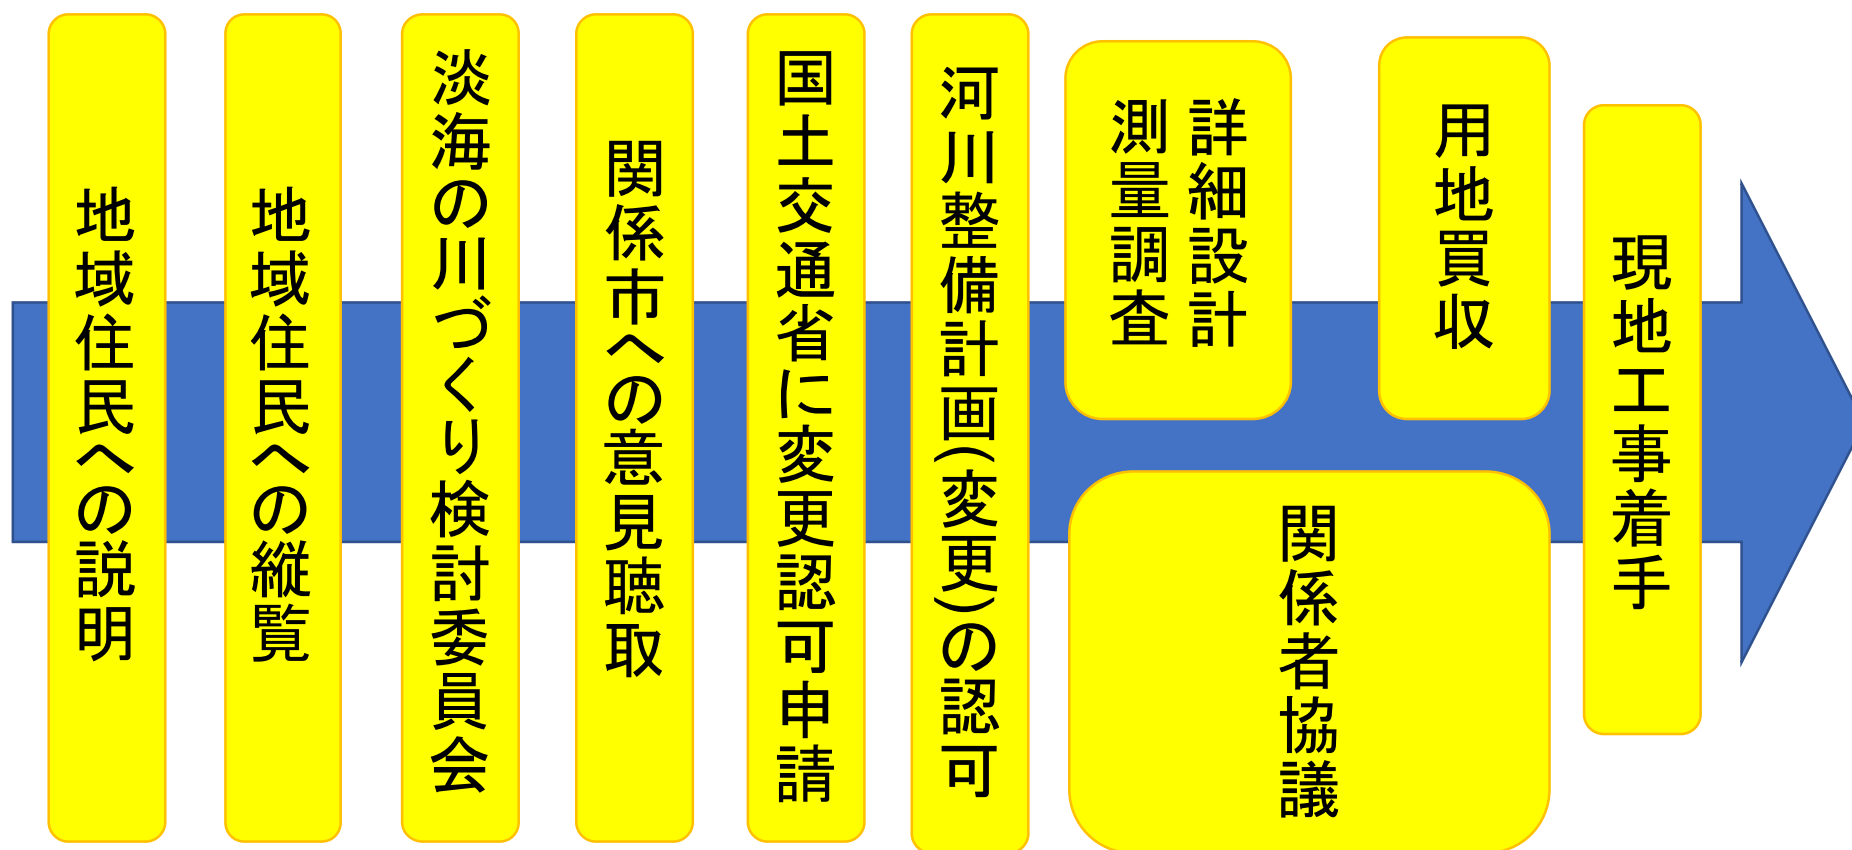 地域住民への説明
地域住民への縦覧
淡海の川づくり検討委員会
関係市への意見聴取
国土交通省に変更認可申請
河川整備計画(変更)の認可
詳細設計
測量調査
用地買収
関係者協議
現地工事着手